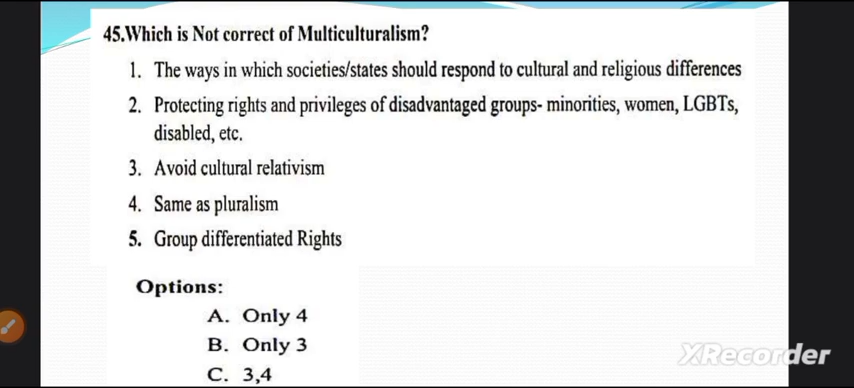 45.Which is Not correct of Multiculturalism?
1. The ways in which societies/states should respond to cultural and religious differences
2. Protecting rights and privileges of disadvantaged groups- minorities, women, LGBTs,
disabled, etc.
3. Avoid cultural relativism
4. Same as pluralism
5. Group differentiated Rights
Options:
A. Only 4
B. Only 3
C. 3,4
XRecorder